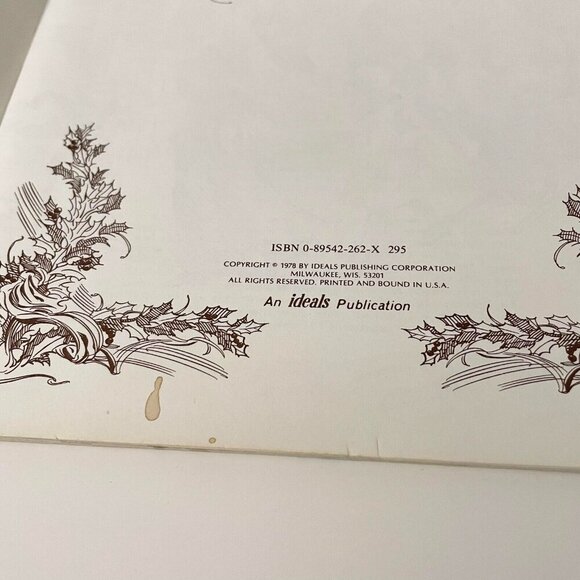 ISBN 0-89542-262-X 295
COPYRIGHT © 1978 BY IDEALS PUBLISHING CORPORATION
MILWAUKEE, WIS. 53201
ALL RIGHTS RESERVED. PRINTED AND BOUND IN U.S.A.
An ideals Publication